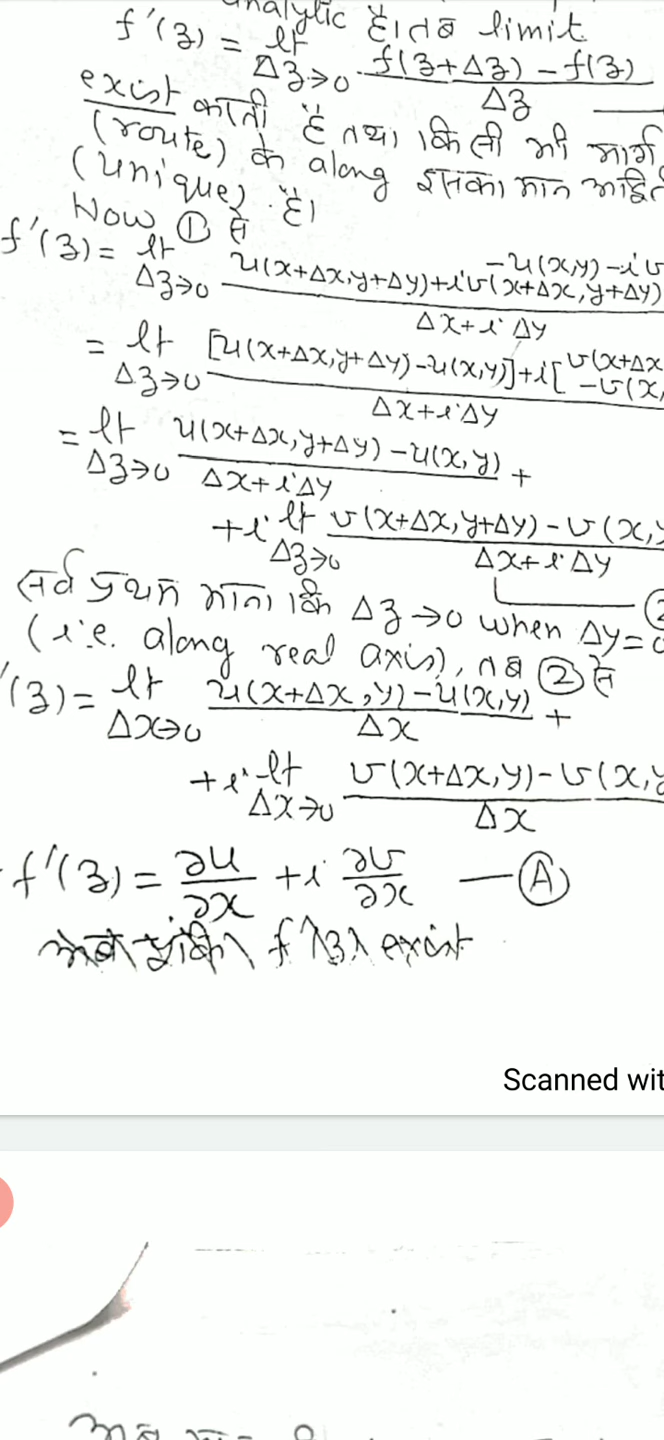 analytic है। तब limit
f'(z) = lt Δz→0 f(z+Δz) - f(z) / Δz
exist करती है तथा किसी भी मार्ग
(route) के along इसका मान
(unique) है।
Now ① से
f'(z) = lt Δz→0 u(x+Δx, y+Δy) + iv(x+Δx, y+Δy) - u(x,y) - iv / Δx + iΔy
= lt Δz→0 [u(x+Δx, y+Δy) - u(x,y)] + i[v(x+Δx - v(x, / Δx + iΔy
= lt Δz→0 u(x+Δx, y+Δy) - u(x,y) / Δx + iΔy +
+ i lt Δz→0 v(x+Δx, y+Δy) - v(x,y / Δx + iΔy
② 
सर्व प्रथम माना कि Δz→0 when Δy=0
(i.e. along real axis), तब ② से
'(z) = lt Δx→0 u(x+Δx, y) - u(x,y) / Δx +
+ i lt Δx→0 v(x+Δx, y) - v(x,y / Δx
f'(z) = ∂u/∂x + i ∂v/∂x — Ⓐ
f'(z) exist
Scanned wit